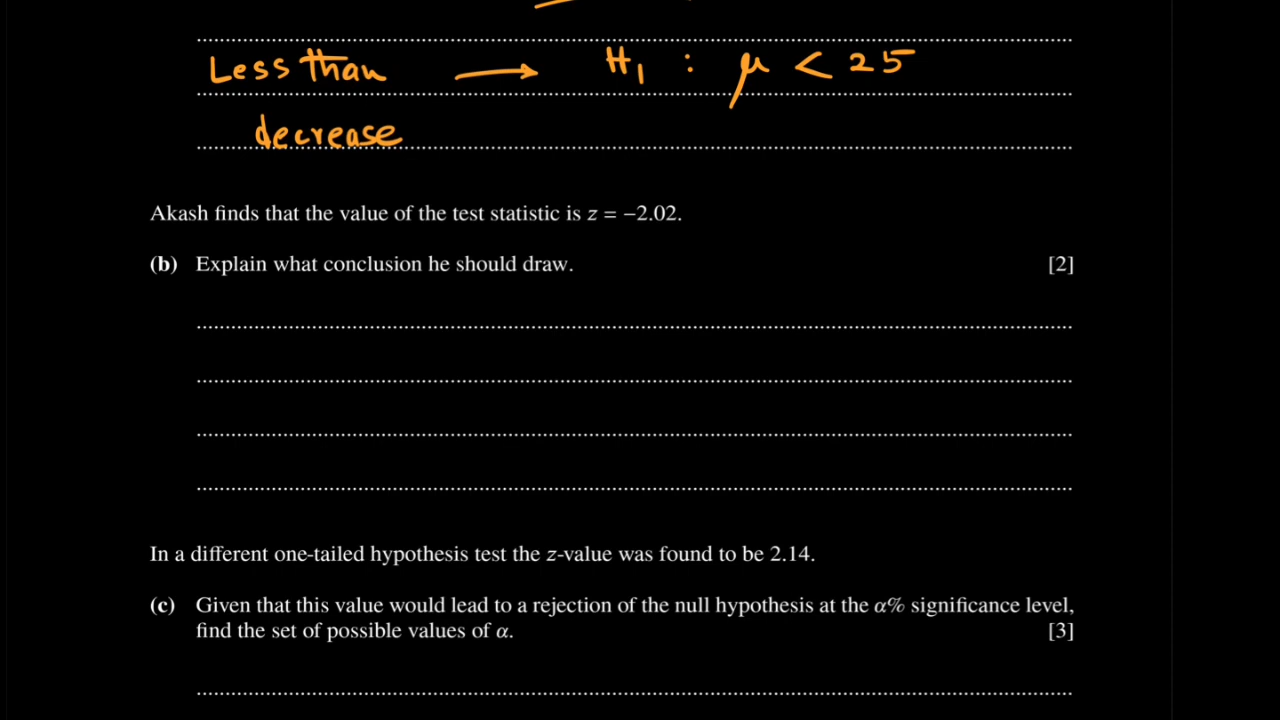 Less than → H₁ : μ < 25
decrease
Akash finds that the value of the test statistic is z = −2.02.
(b) Explain what conclusion he should draw. [2]
In a different one-tailed hypothesis test the z-value was found to be 2.14.
(c) Given that this value would lead to a rejection of the null hypothesis at the α% significance level,
find the set of possible values of α. [3]